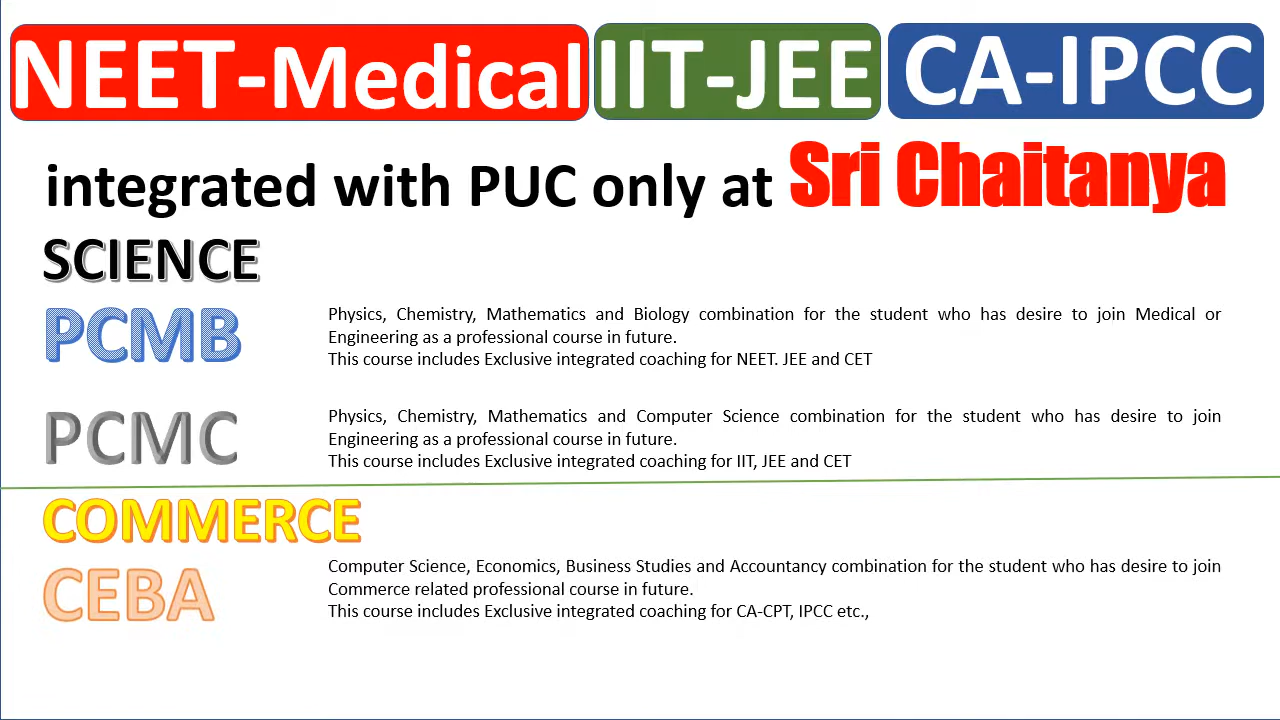 NEET-Medical IIT-JEE CA-IPCC
integrated with PUC only at Sri Chaitanya
SCIENCE
PCMB
Physics, Chemistry, Mathematics and Biology combination for the student who has desire to join Medical or
Engineering as a professional course in future.
This course includes Exclusive integrated coaching for NEET. JEE and CET
PCMC
Physics, Chemistry, Mathematics and Computer Science combination for the student who has desire to join
Engineering as a professional course in future.
This course includes Exclusive integrated coaching for IIT, JEE and CET
COMMERCE
CEBA
Computer Science, Economics, Business Studies and Accountancy combination for the student who has desire to join
Commerce related professional course in future.
This course includes Exclusive integrated coaching for CA-CPT, IPCC etc.,